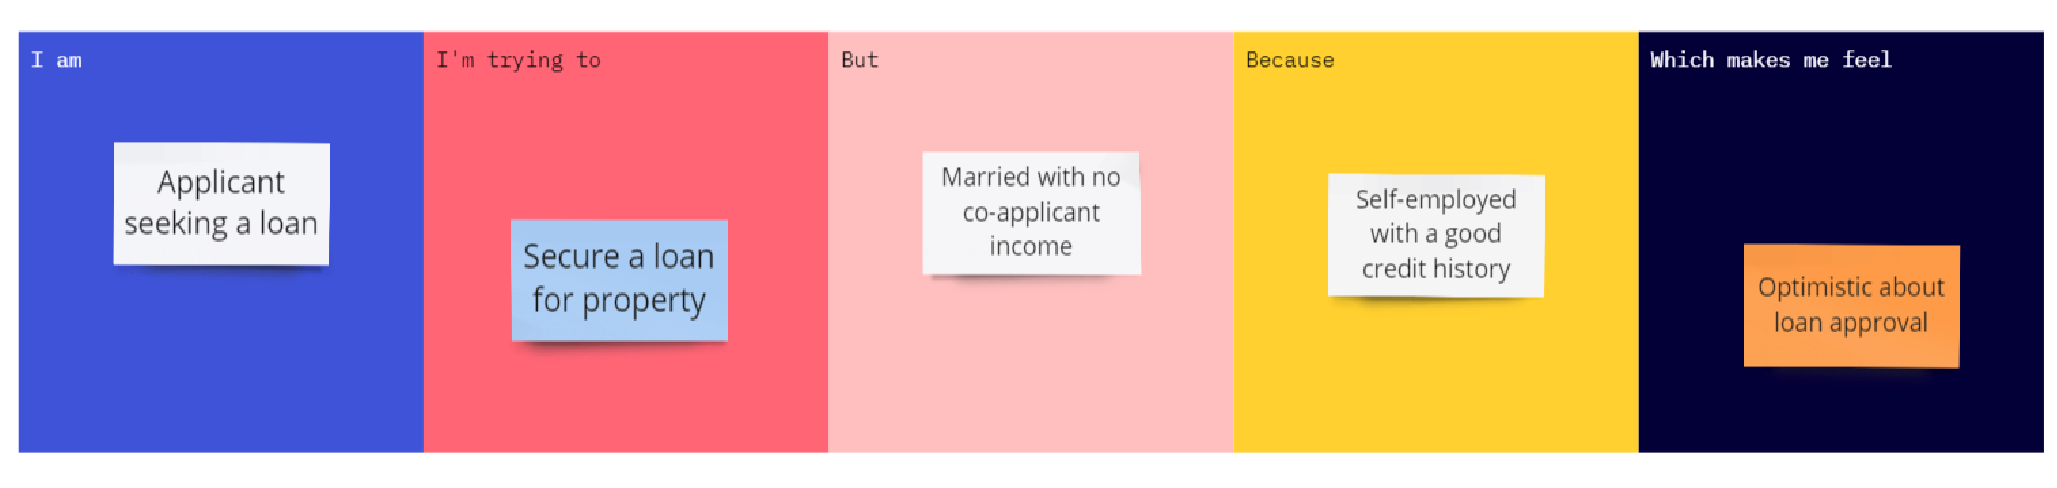 I am
Applicant
seeking a loan
I'm trying to
Secure a loan
for property
But
Married with no
co-applicant
income
Because
Self-employed
with a good
credit history
Which makes me feel
Optimistic about
loan approval